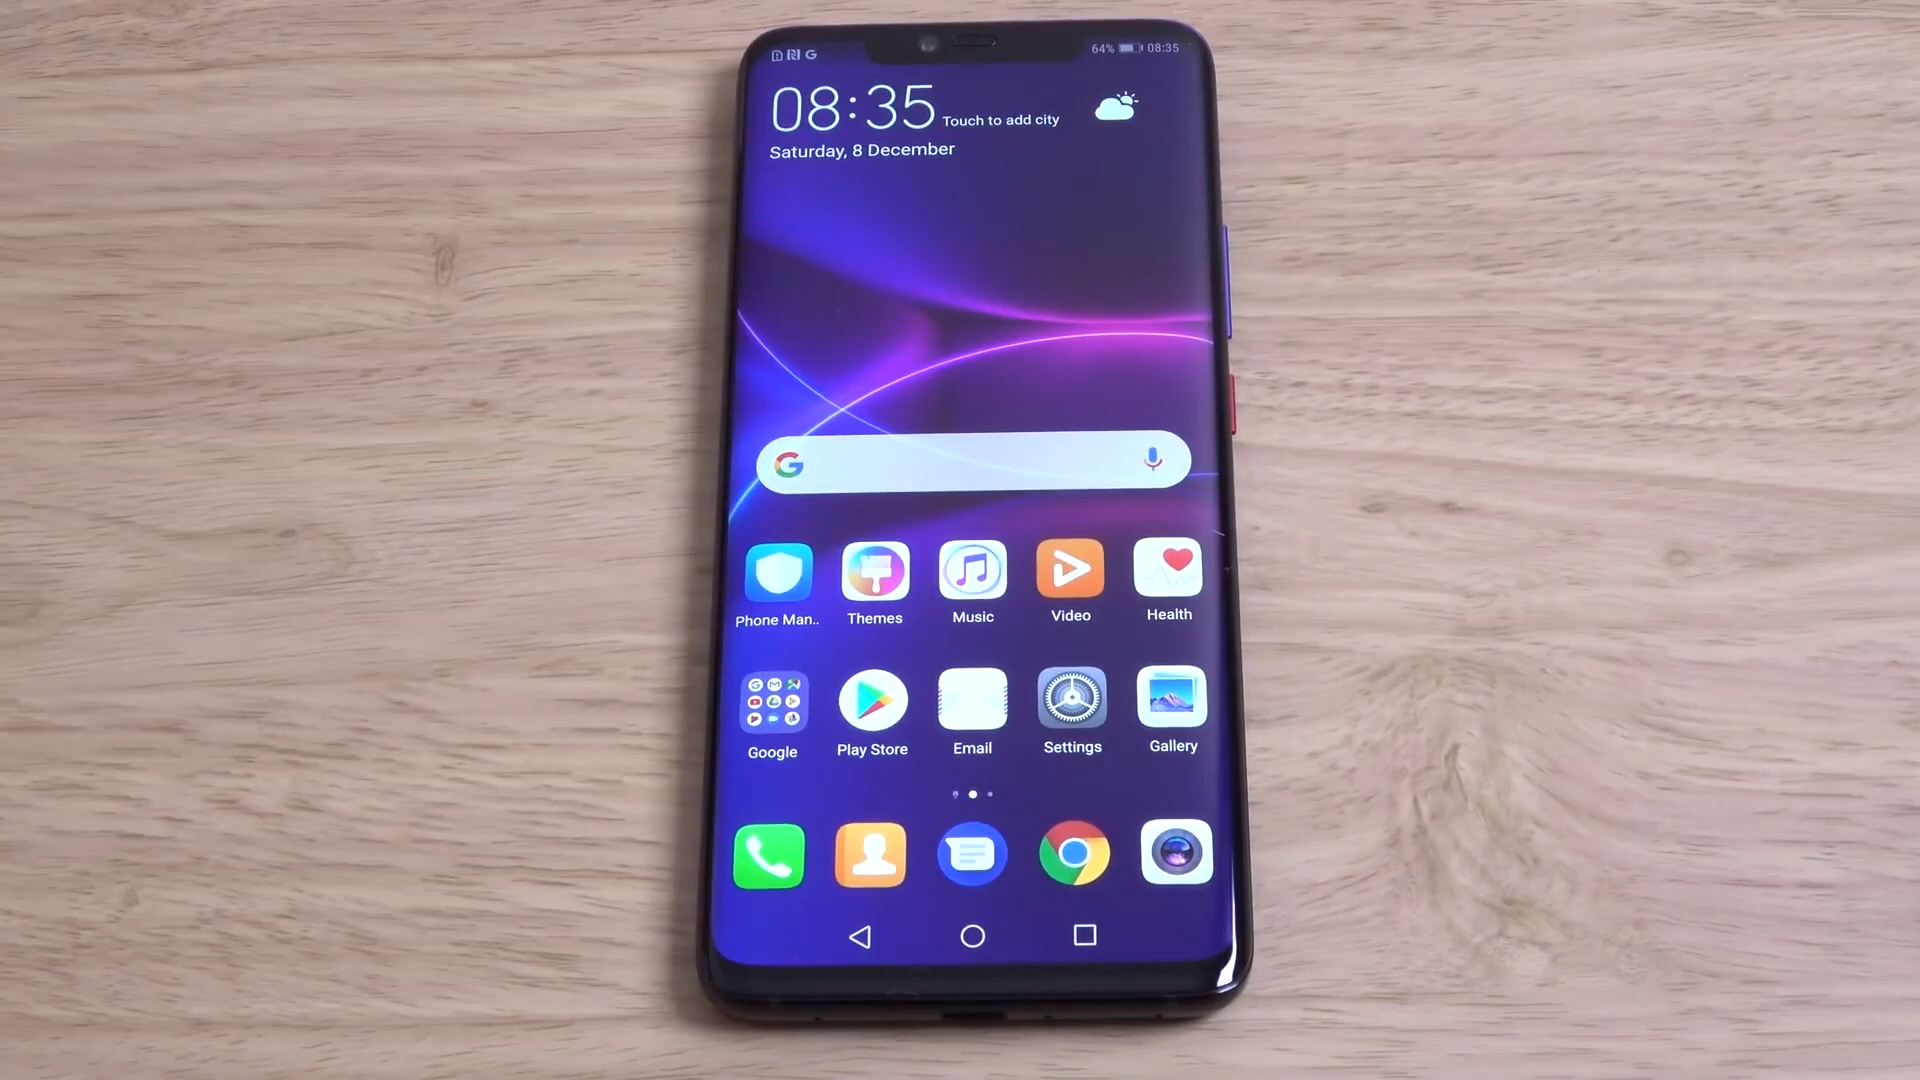 64% 08:35
08:35 Touch to add city
Saturday, 8 December
Phone Man.. Themes Music Video Health
Google Play Store Email Settings Gallery